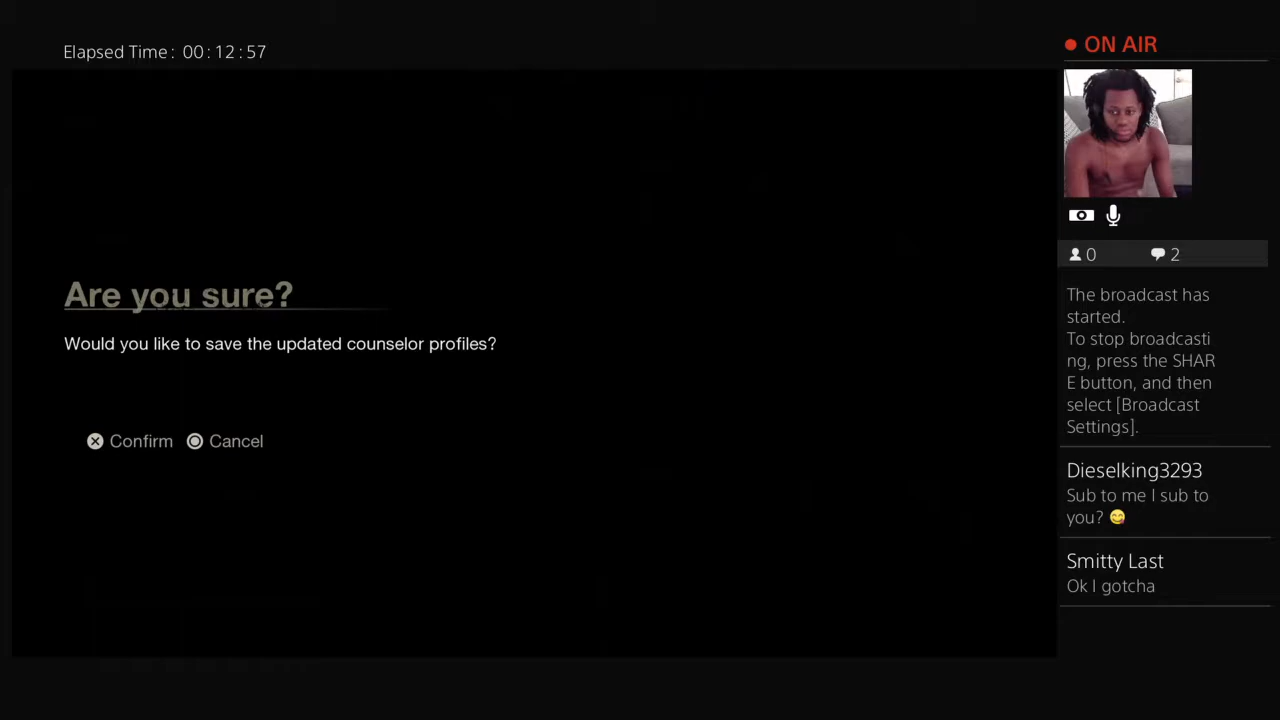 Elapsed Time: 00:12:57
ON AIR
0 2
Are you sure?
Would you like to save the updated counselor profiles?
Confirm Cancel
The broadcast has
started.
To stop broadcasti
ng, press the SHAR
E button, and then
select [Broadcast
Settings].
Dieselking3293
Sub to me I sub to
you? 😋
Smitty Last
Ok I gotcha